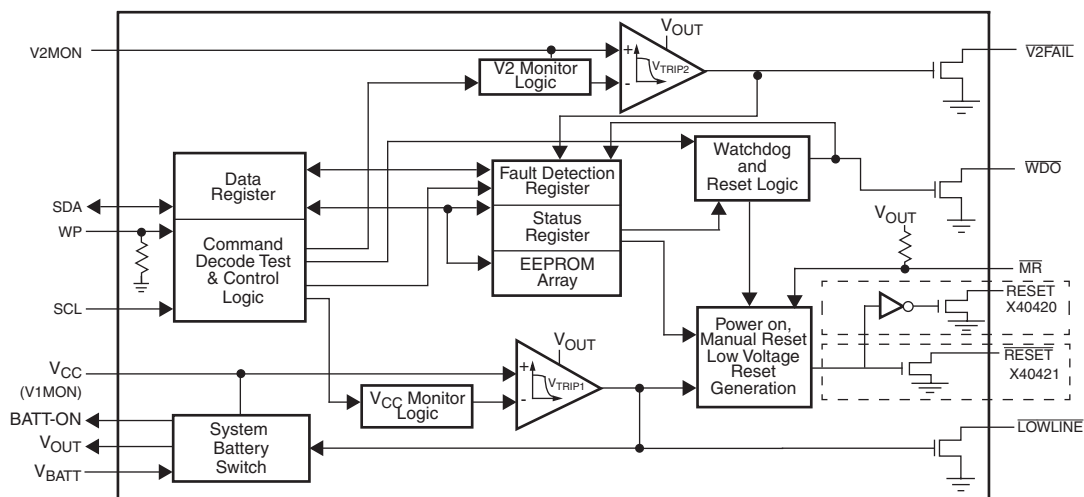 V2MON
V2 Monitor
Logic
+
-
VTRIP2
VOUT
V2FAIL
Data
Register
Command
Decode Test
& Control
Logic
SDA
WP
SCL
Fault Detection
Register
Status
Register
EEPROM
Array
Watchdog
and
Reset Logic
WDO
VOUT
MR
RESET
X40420
RESET
X40421
Power on,
Manual Reset
Low Voltage
Reset
Generation
VCC
(V1MON)
VCC Monitor
Logic
+
-
VTRIP1
VOUT
BATT-ON
VOUT
VBATT
System
Battery
Switch
LOWLINE